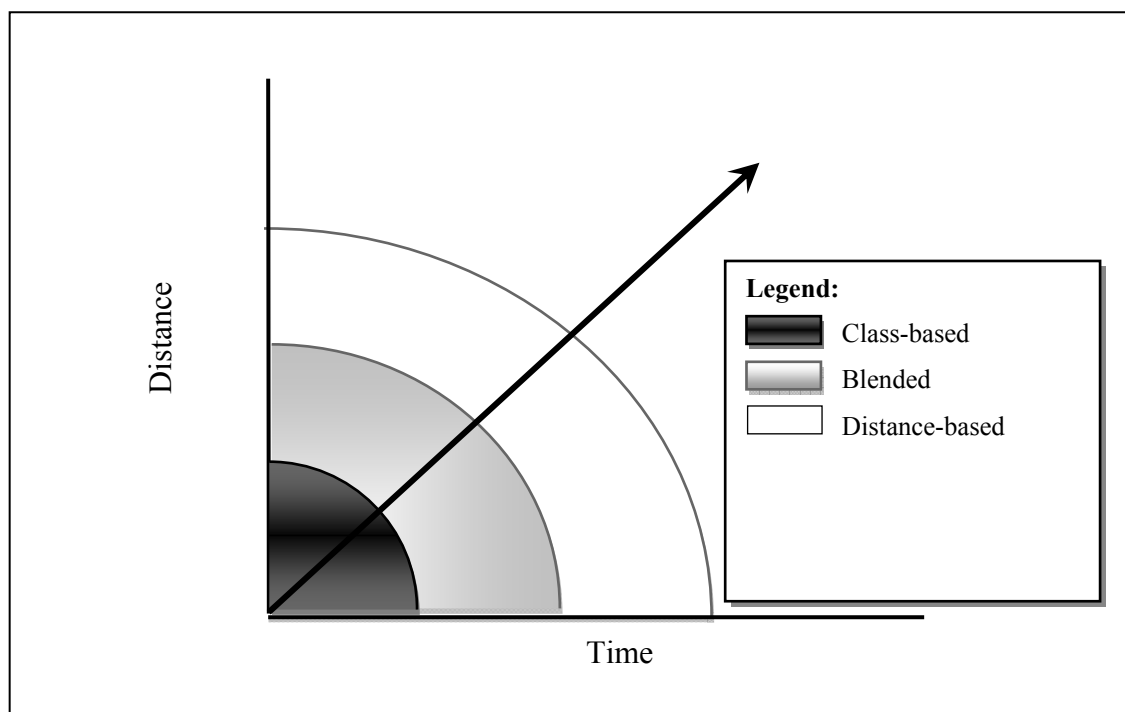 Distance
Legend:
Class-based
Blended
Distance-based
Time